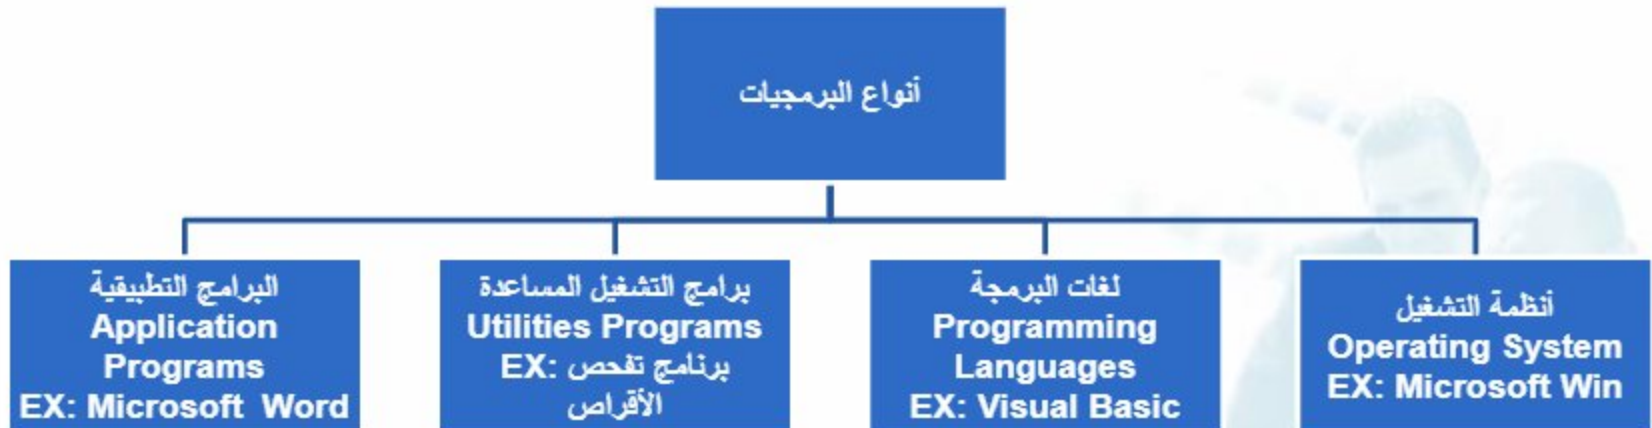 أنواع البرمجيات
أنظمة التشغيل
Operating System
EX: Microsoft Win
لغات البرمجة
Programming
Languages
EX: Visual Basic
برامج التشغيل المساعدة
Utilities Programs
EX: برنامج تفحص
الأقراص
البرامج التطبيقية
Application
Programs
EX: Microsoft Word